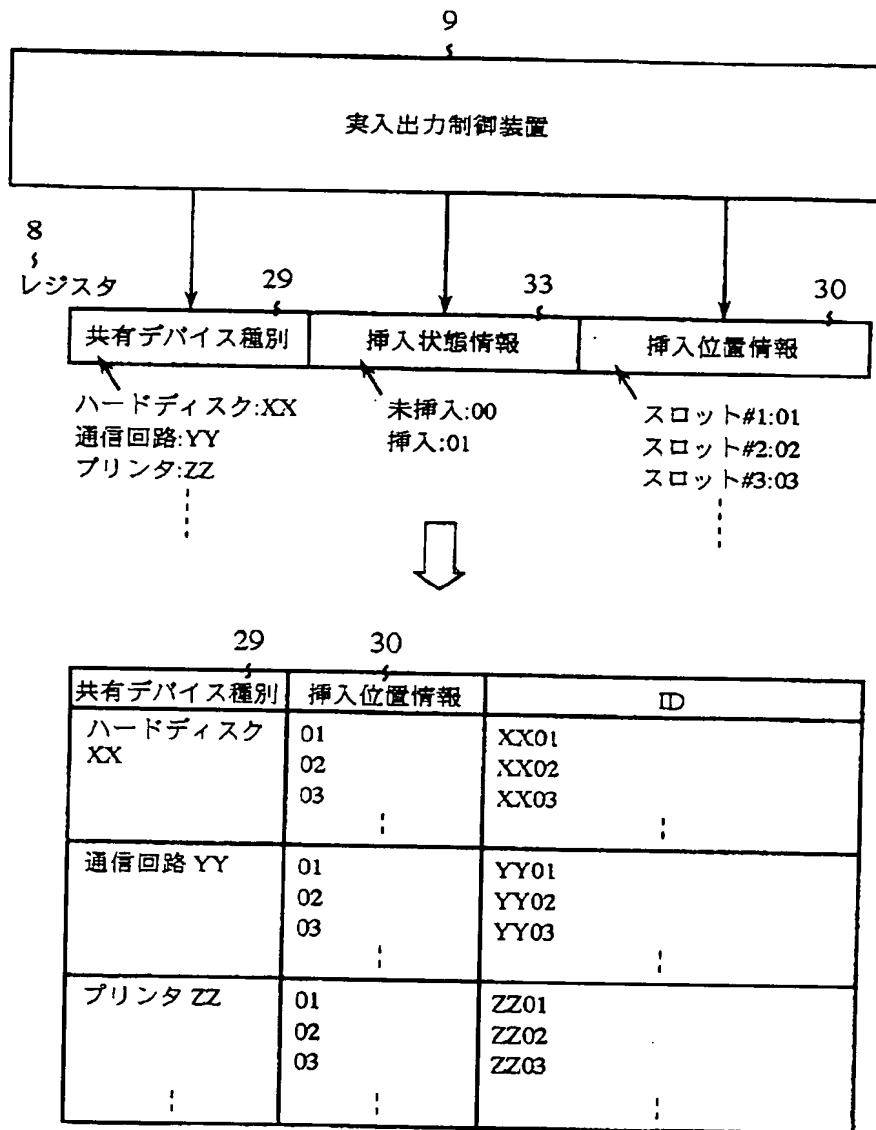 9
実入出力制御装置
8
レジスタ
29
33
30
共有デバイス種別 挿入状態情報 挿入位置情報
ハードディスク:XX
通信回路:YY
プリンタ:ZZ
未挿入:00
挿入:01
スロット#1:01
スロット#2:02
スロット#3:03
29
30
共有デバイス種別 挿入位置情報 ID
ハードディスク
XX
01 XX01
02 XX02
03 XX03
通信回路 YY
01 YY01
02 YY02
03 YY03
プリンタ ZZ
01 ZZ01
02 ZZ02
03 ZZ03